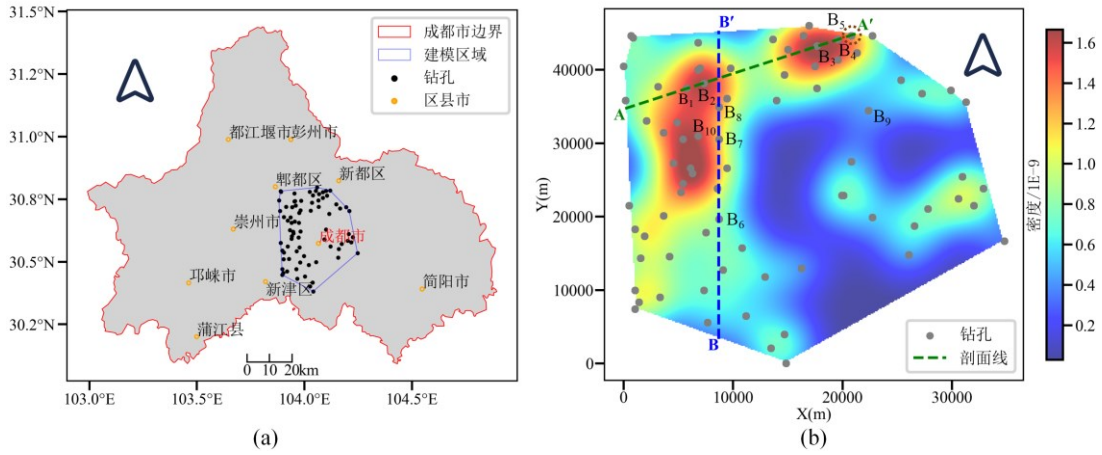 31.5°N
31.2°N
31.0°N
30.8°N
30.5°N
30.2°N
103.0°E
103.5°E
104.0°E
104.5°E
成都市边界
建模区域
钻孔
区县市
都江堰市
彭州市
新都区
郫都区
崇州市
成都市
邛崃市
新津区
简阳市
蒲江县
0 10 20km
(a)
Y(m)
40000
30000
20000
10000
0
0
10000
20000
30000
X(m)
B′
B₅
A′
B₃
B₄
B₁
B₂
A
B₈
B₉
B₁₀
B₇
B₆
B
钻孔
剖面线
密度/1E-9
1.6
1.4
1.2
1.0
0.8
0.6
0.4
0.2
(b)